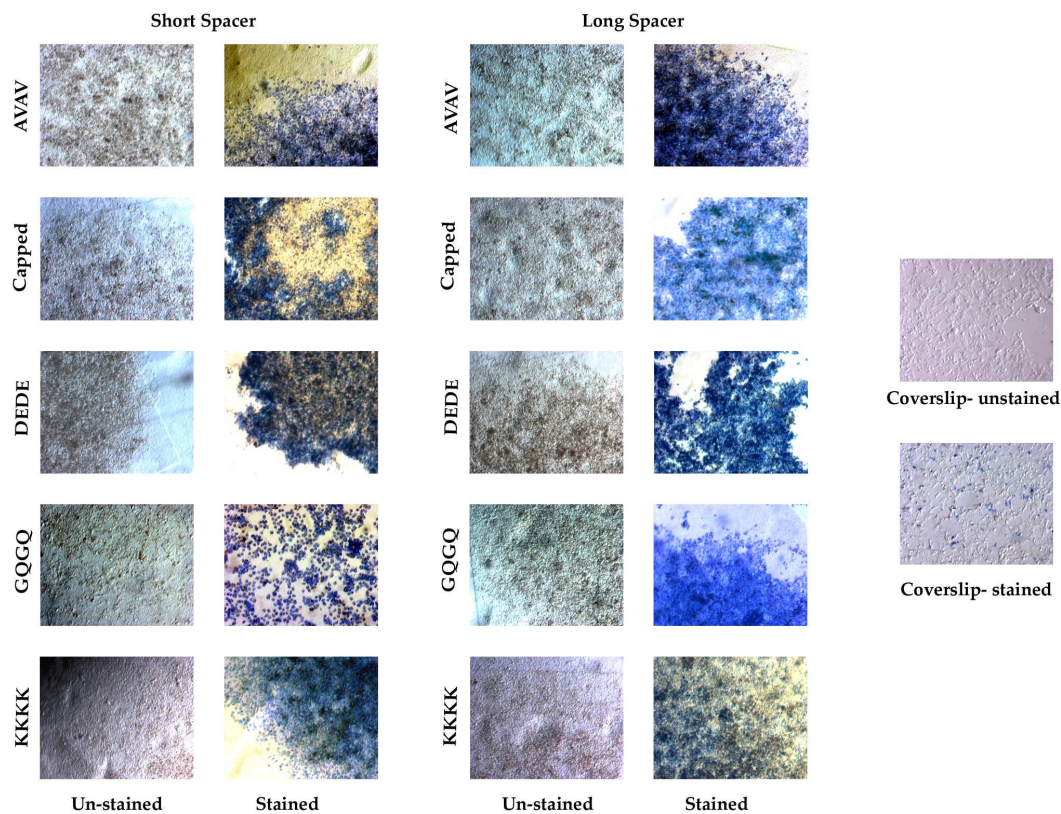 Short Spacer
Long Spacer
AVAV
AVAV
Capped
Capped
Coverslip- unstained
DEDE
DEDE
GQGQ
GQGQ
Coverslip- stained
KKKK
KKKK
Un-stained
Stained
Un-stained
Stained